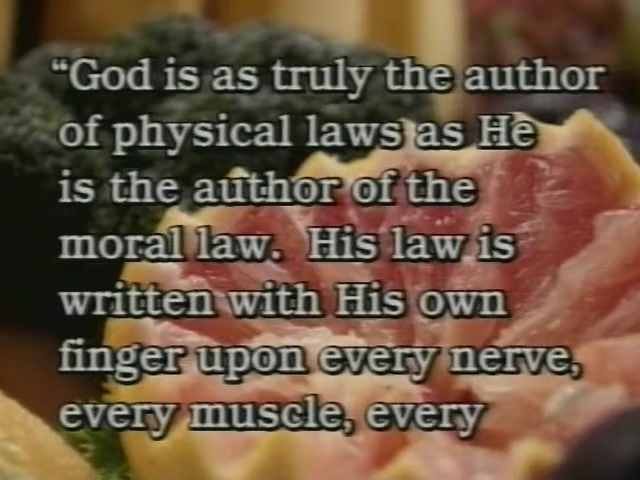 “God is as truly the author
of physical laws as He
is the author of the
moral law.  His law is
written with His own
finger upon every nerve,
every muscle, every